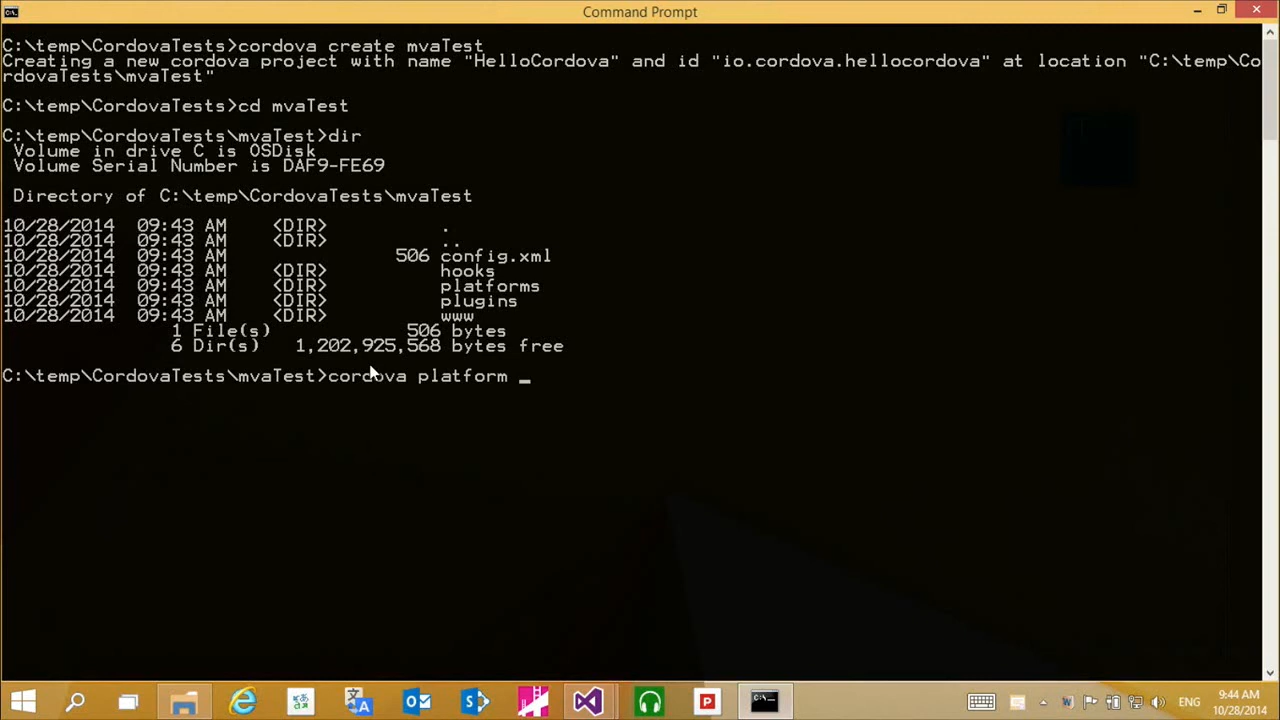 Command Prompt
C:\temp\CordovaTests>cordova create mvaTest
Creating a new cordova project with name "HelloCordova" and id "io.cordova.hellocordova" at location "C:\temp\Co
rdovaTests\mvaTest"
C:\temp\CordovaTests>cd mvaTest
C:\temp\CordovaTests\mvaTest>dir
Volume in drive C is OSDisk
Volume Serial Number is DAF9-FE69
Directory of C:\temp\CordovaTests\mvaTest
10/28/2014 09:43 AM <DIR> .
10/28/2014 09:43 AM <DIR> ..
10/28/2014 09:43 AM 506 config.xml
10/28/2014 09:43 AM <DIR> hooks
10/28/2014 09:43 AM <DIR> platforms
10/28/2014 09:43 AM <DIR> plugins
10/28/2014 09:43 AM <DIR> www
1 File(s) 506 bytes
6 Dir(s) 1,202,925,568 bytes free
C:\temp\CordovaTests\mvaTest>cordova platform _
ENG
9:44 AM
10/28/2014